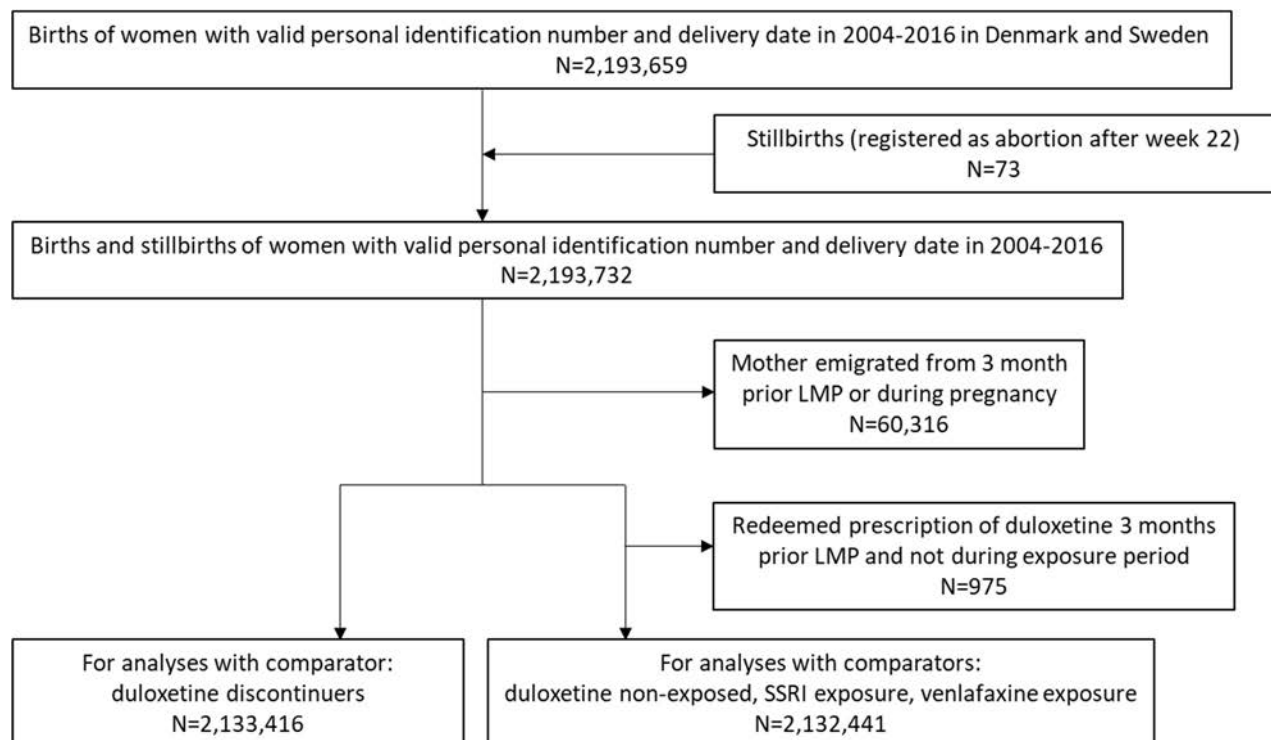 Births of women with valid personal identification number and delivery date in 2004-2016 in Denmark and Sweden
N=2,193,659
Stillbirths (registered as abortion after week 22)
N=73
Births and stillbirths of women with valid personal identification number and delivery date in 2004-2016
N=2,193,732
Mother emigrated from 3 month
prior LMP or during pregnancy
N=60,316
Redeemed prescription of duloxetine 3 months
prior LMP and not during exposure period
N=975
For analyses with comparator:
duloxetine discontinuers
N=2,133,416
For analyses with comparators:
duloxetine non-exposed, SSRI exposure, venlafaxine exposure
N=2,132,441